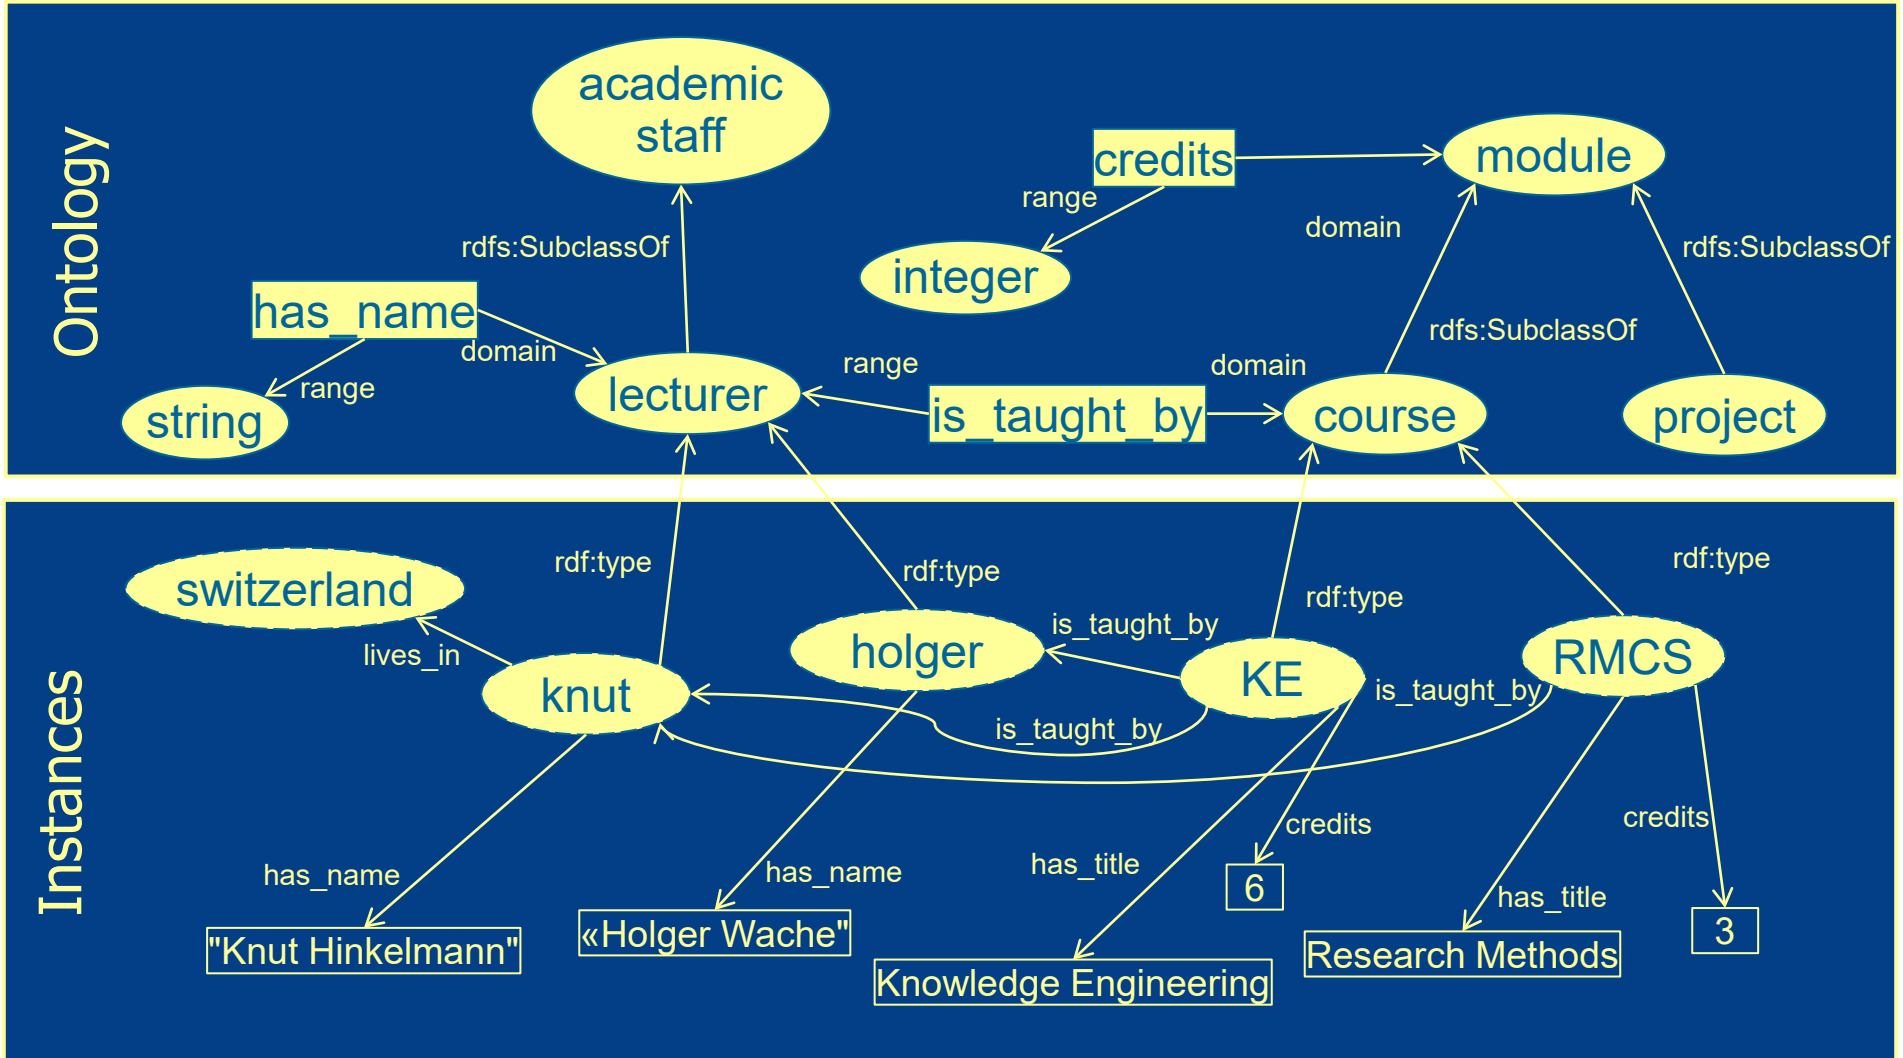 Ontology
academic
staff
credits
module
range
domain
rdfs:SubclassOf
rdfs:SubclassOf
integer
has_name
domain
rdfs:SubclassOf
range
domain
range
lecturer
is_taught_by
course
project
string
Instances
rdf:type
rdf:type
rdf:type
rdf:type
switzerland
lives_in
is_taught_by
holger
KE
RMCS
knut
is_taught_by
is_taught_by
credits
credits
has_name
has_name
has_title
6
has_title
"Knut Hinkelmann"
«Holger Wache"
3
Knowledge Engineering
Research Methods